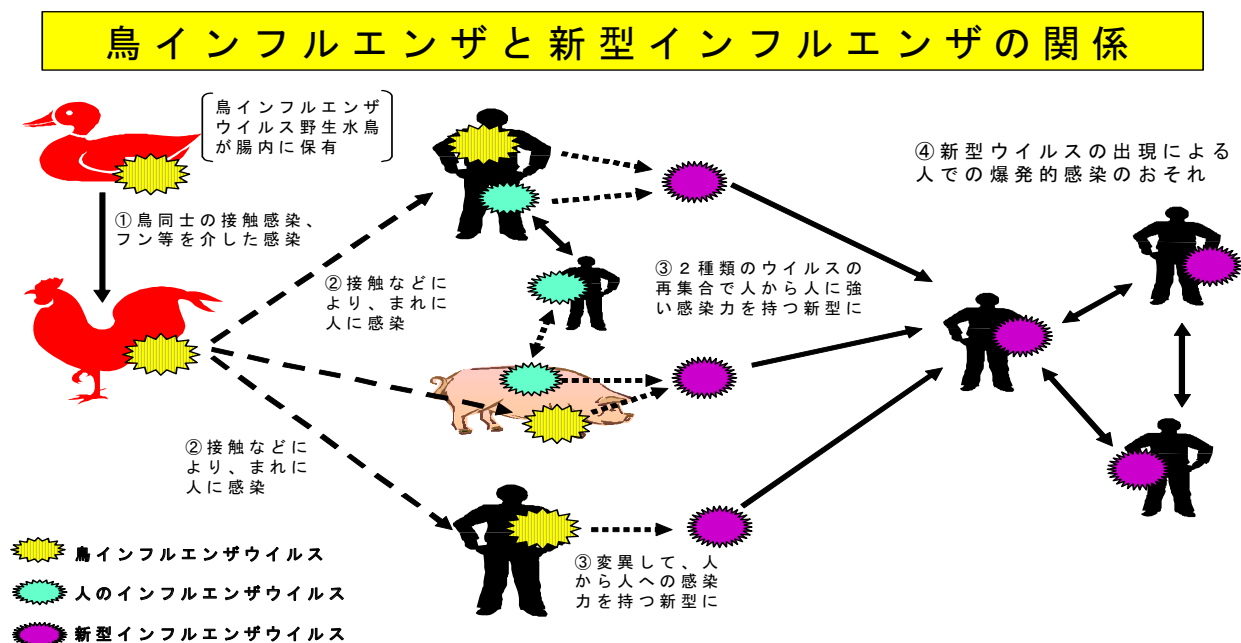 鳥インフルエンザと新型インフルエンザの関係
鳥インフルエンザ
ウイルス野生水鳥
が腸内に保有
①鳥同士の接触感染、
フン等を介した感染
②接触などに
より、まれに
人に感染
③２種類のウイルスの
再集合で人から人に強
い感染力を持つ新型に
④新型ウイルスの出現による
人での爆発的感染のおそれ
②接触などに
より、まれに
人に感染
③変異して、人
から人への感染
力を持つ新型に
鳥インフルエンザウイルス
人のインフルエンザウイルス
新型インフルエンザウイルス